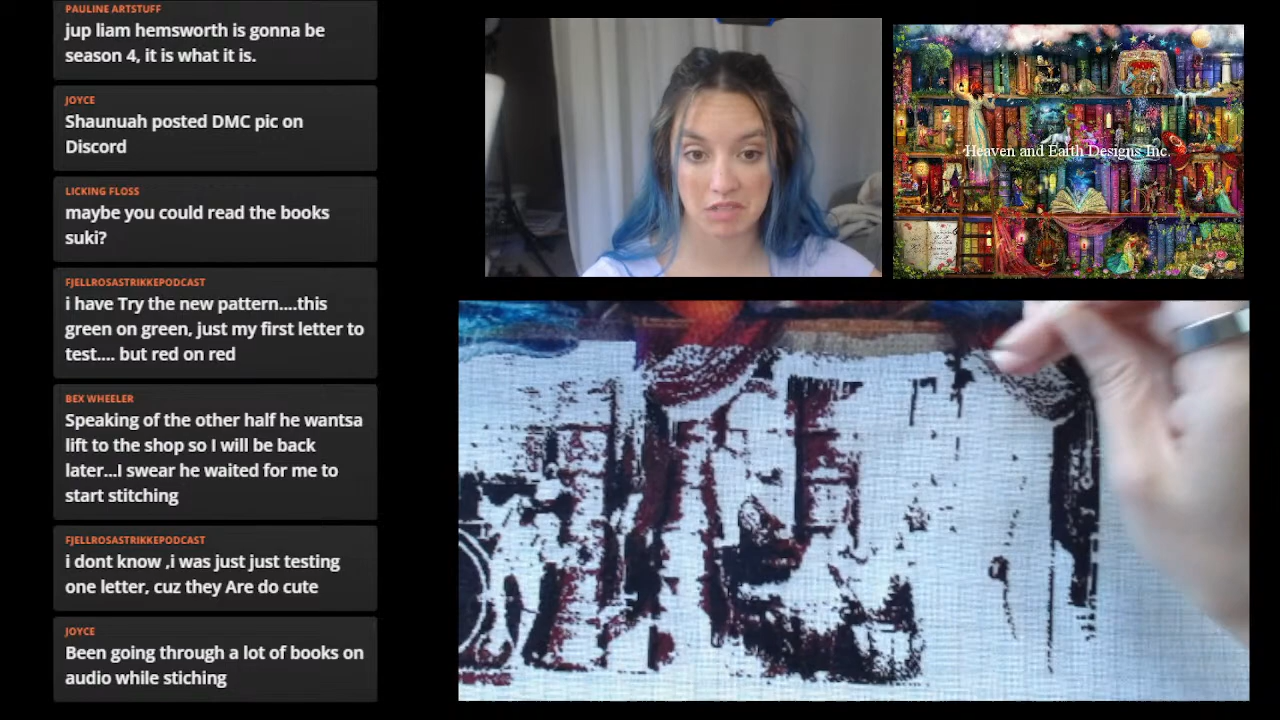 PAULINE ARTSTUFF
jup liam hemsworth is gonna be
season 4, it is what it is.
JOYCE
Shaunuah posted DMC pic on
Discord
LICKING FLOSS
maybe you could read the books
suki?
FJELLROSASTRIKKEPODCAST
i have Try the new pattern....this
green on green, just my first letter to
test.... but red on red
BEX WHEELER
Speaking of the other half he wantsa
lift to the shop so I will be back
later...I swear he waited for me to
start stitching
FJELLROSASTRIKKEPODCAST
i dont know ,i was just just testing
one letter, cuz they Are do cute
JOYCE
Been going through a lot of books on
audio while stiching
Heaven and Earth Designs Inc.